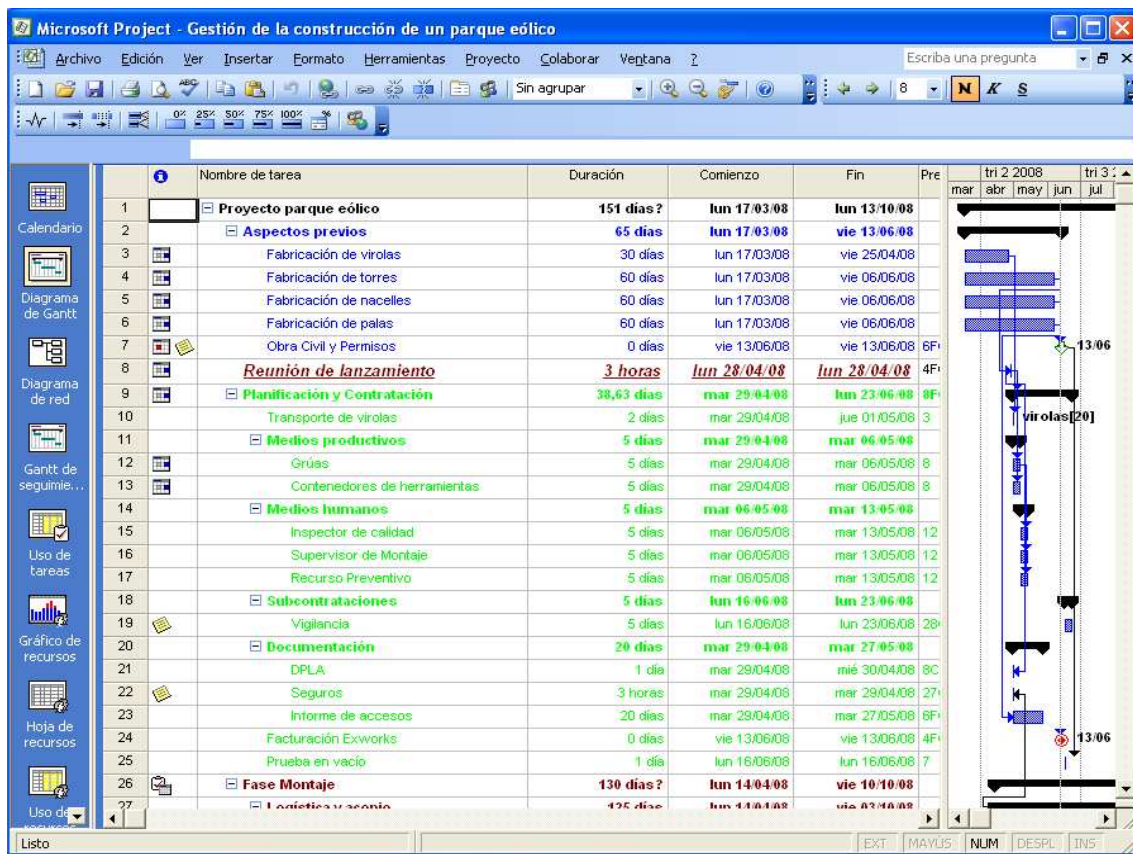 Microsoft Project - Gestión de la construcción de un parque eólico
Archivo Edición Ver Insertar Formato Herramientas Proyecto Colaborar Ventana ? Escriba una pregunta
Sin agrupar 8 N K S
0% 25% 50% 75% 100%
Nombre de tarea Duración Comienzo Fin Pre tri 2 2008 tri 3
mar abr may jun jul
1 Proyecto parque eólico 151 días? lun 17/03/08 lun 13/10/08
2 Aspectos previos 65 días lun 17/03/08 vie 13/06/08
3 Fabricación de virolas 30 días lun 17/03/08 vie 25/04/08
4 Fabricación de torres 60 días lun 17/03/08 vie 06/06/08
5 Fabricación de nacelles 60 días lun 17/03/08 vie 06/06/08
6 Fabricación de palas 60 días lun 17/03/08 vie 06/06/08
7 Obra Civil y Permisos 0 días vie 13/06/08 vie 13/06/08 6F 13/06
8 Reunión de lanzamiento 3 horas lun 28/04/08 lun 28/04/08 4F
9 Planificación y Contratación 38,63 días mar 29/04/08 lun 23/06/08 8F
10 Transporte de virolas 2 días mar 29/04/08 jue 01/05/08 3 virolas[20]
11 Medios productivos 5 días mar 29/04/08 mar 06/05/08
12 Grúas 5 días mar 29/04/08 mar 06/05/08 8
13 Contenedores de herramientas 5 días mar 29/04/08 mar 06/05/08 8
14 Medios humanos 5 días mar 06/05/08 mar 13/05/08
15 Inspector de calidad 5 días mar 06/05/08 mar 13/05/08 12
16 Supervisor de Montaje 5 días mar 06/05/08 mar 13/05/08 12
17 Recurso Preventivo 5 días mar 06/05/08 mar 13/05/08 12
18 Subcontrataciones 5 días lun 16/06/08 lun 23/06/08
19 Vigilancia 5 días lun 16/06/08 lun 23/06/08 28
20 Documentación 20 días mar 29/04/08 mar 27/05/08
21 DPLA 1 día mar 29/04/08 mié 30/04/08 8C
22 Seguros 3 horas mar 29/04/08 mar 29/04/08 27
23 Informe de accesos 20 días mar 29/04/08 mar 27/05/08 6F
24 Facturación Exworks 0 días vie 13/06/08 vie 13/06/08 4F 13/06
25 Prueba en vacío 1 día lun 16/06/08 lun 16/06/08 7
26 Fase Montaje 130 días? lun 14/04/08 vie 10/10/08
27 Logística y acopio 125 días lun 14/04/08 vie 03/10/08
Calendario
Diagrama
de Gantt
Diagrama
de red
Gantt de
seguimie...
Uso de
tareas
Gráfico de
recursos
Hoja de
recursos
Uso de
Listo EXT MAYÚS NUM DESPL INS